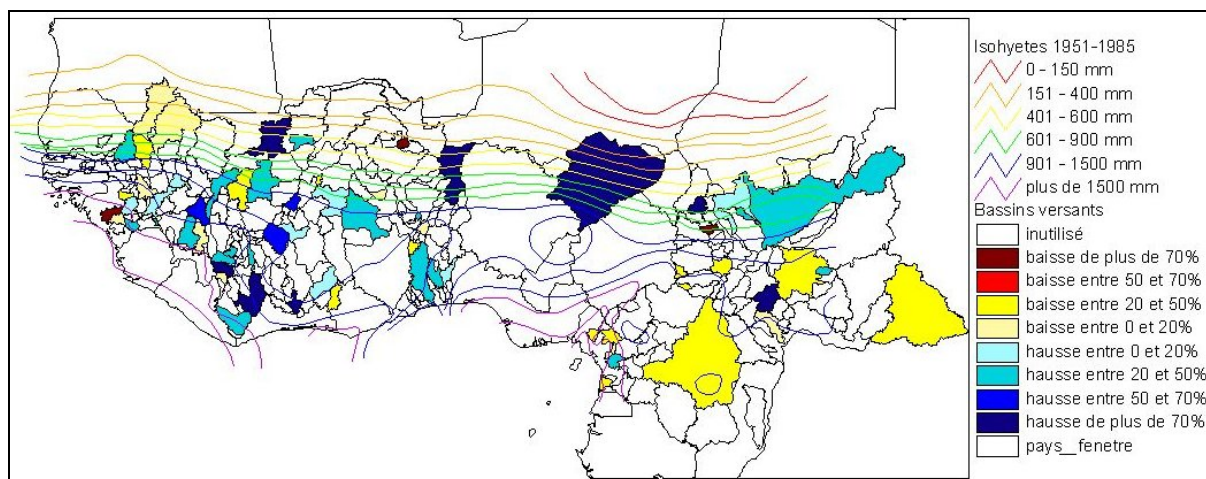 Isohyetes 1951-1985
0 - 150 mm
151 - 400 mm
401 - 600 mm
601 - 900 mm
901 - 1500 mm
plus de 1500 mm
Bassins versants
inutilisé
baisse de plus de 70%
baisse entre 50 et 70%
baisse entre 20 et 50%
baisse entre 0 et 20%
hausse entre 0 et 20%
hausse entre 20 et 50%
hausse entre 50 et 70%
hausse de plus de 70%
pays__fenetre